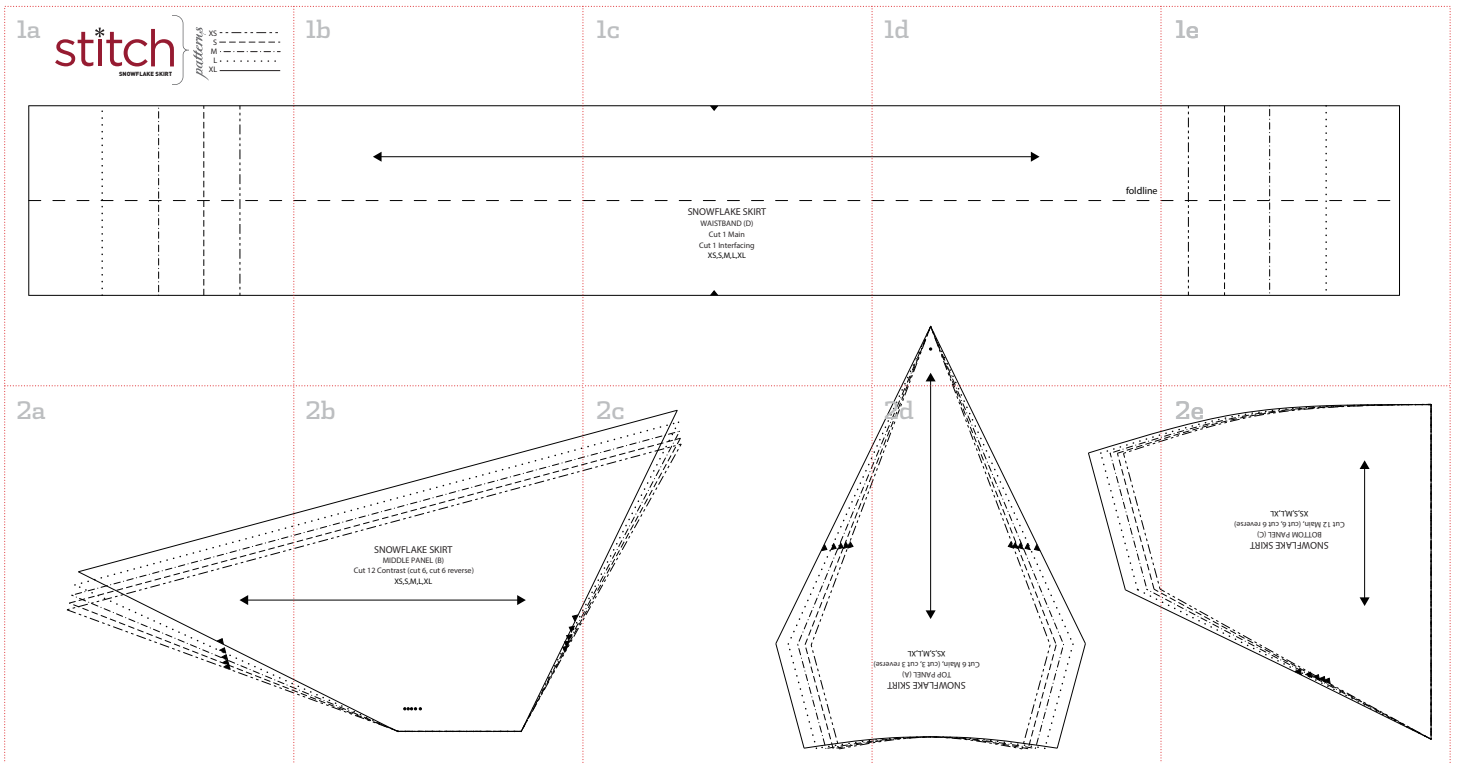 1a
1b
1c
1d
1e
stitch
SNOWFLAKE SKIRT
patterns
XS
S
M
L
XL
foldline
SNOWFLAKE SKIRT
WAISTBAND (D)
Cut 1 Main
Cut 1 Interfacing
XS,S,M,L,XL
2a
2b
2c
2d
2e
SNOWFLAKE SKIRT
MIDDLE PANEL (B)
Cut 12 Contrast (cut 6, cut 6 reverse)
XS,S,M,L,XL
SNOWFLAKE SKIRT
TOP PANEL (A)
Cut 6 Main, (cut 3, cut 3 reverse)
XS,S,M,L,XL
SNOWFLAKE SKIRT
BOTTOM PANEL (C)
Cut 12 Main, (cut 6, cut 6 reverse)
XS,S,M,L,XL